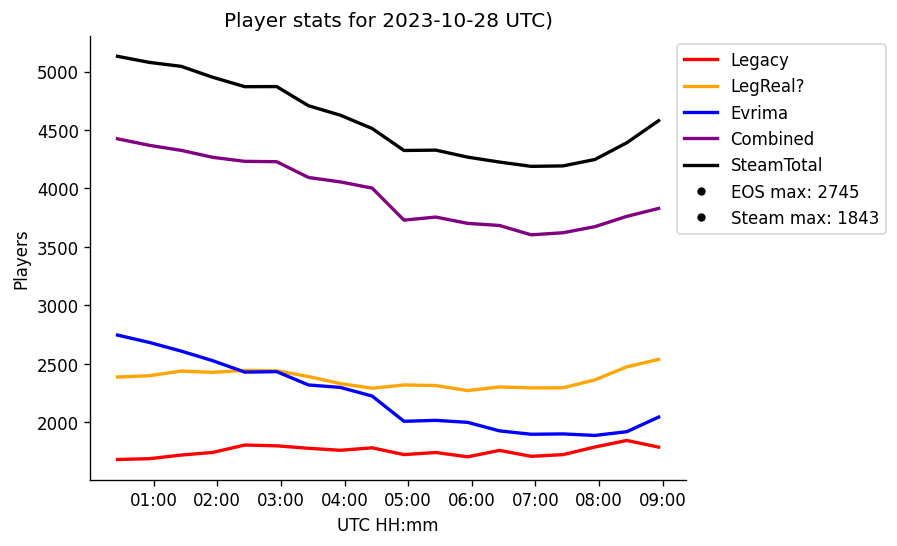 Player stats for 2023-10-28 UTC)
Legacy
LegReal?
Evrima
Combined
SteamTotal
EOS max: 2745
Steam max: 1843
Players
5000
4500
4000
3500
3000
2500
2000
01:00 02:00 03:00 04:00 05:00 06:00 07:00 08:00 09:00
UTC HH:mm